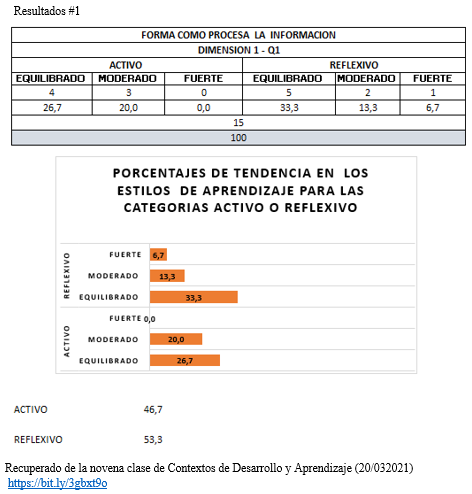 Resultados #1
FORMA COMO PROCESA LA INFORMACION
DIMENSION 1 - Q1
ACTIVO REFLEXIVO
EQUILIBRADO MODERADO FUERTE EQUILIBRADO MODERADO FUERTE
4 3 0 5 2 1
26,7 20,0 0,0 33,3 13,3 6,7
15
100
PORCENTAJES DE TENDENCIA EN LOS
ESTILOS DE APRENDIZAJE PARA LAS
CATEGORIAS ACTIVO O REFLEXIVO
REFLEXIVO
FUERTE 6,7
MODERADO 13,3
EQUILIBRADO 33,3
ACTIVO
FUERTE 0,0
MODERADO 20,0
EQUILIBRADO 26,7
ACTIVO 46,7
REFLEXIVO 53,3
Recuperado de la novena clase de Contextos de Desarrollo y Aprendizaje (20/032021)
https://bit.ly/3gbxt9o